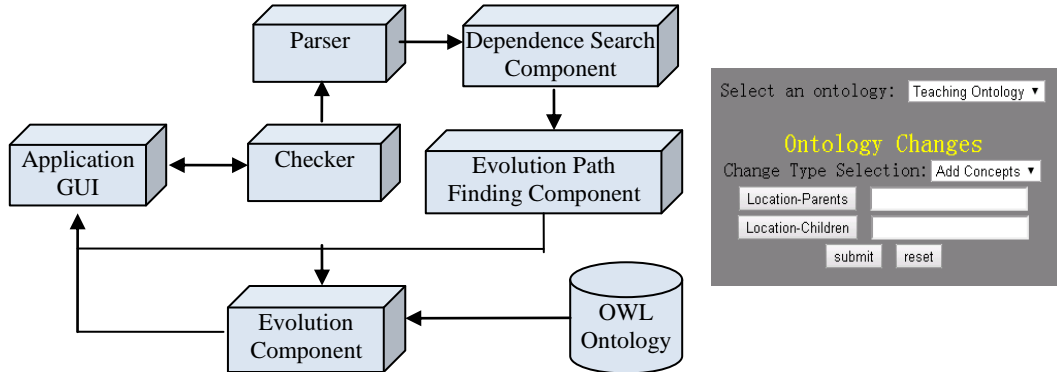 Parser
Dependence Search
Component
Application
GUI
Checker
Evolution Path
Finding Component
Evolution
Component
OWL
Ontology
Select an ontology: Teaching Ontology
Ontology Changes
Change Type Selection: Add Concepts
Location-Parents
Location-Children
submit reset